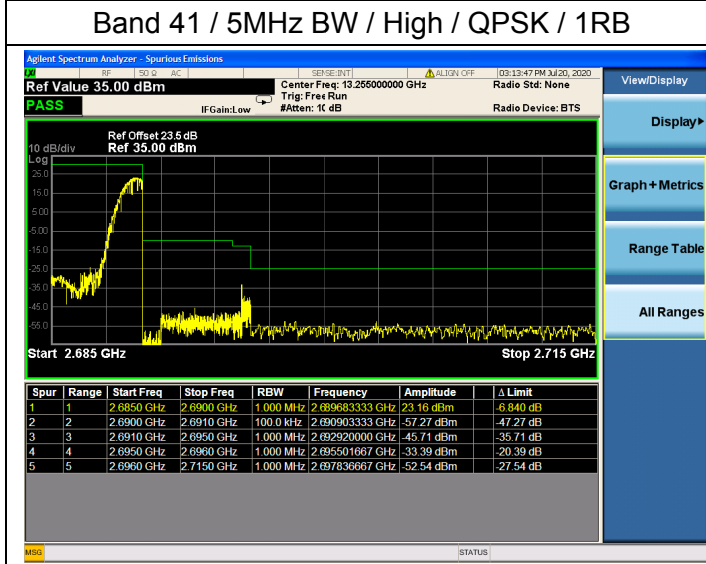 Band 41 / 5MHz BW / High / QPSK / 1RB
Agilent Spectrum Analyzer - Spurious Emissions
LXI RF 50 Ω AC SENSE:INT ALIGN OFF 03:13:47 PM Jul 20, 2020
Ref Value 35.00 dBm Center Freq: 13.255000000 GHz Radio Std: None
Trig: Free Run
PASS IFGain:Low #Atten: 10 dB Radio Device: BTS
View/Display
Display
Graph + Metrics
Range Table
All Ranges
Ref Offset 23.5 dB
10 dB/div Ref 35.00 dBm
Log
25.0
15.0
5.00
-5.00
-15.0
-25.0
-35.0
-45.0
-55.0
Start 2.685 GHz Stop 2.715 GHz
Spur Range Start Freq Stop Freq RBW Frequency Amplitude Δ Limit
1 1 2.6850 GHz 2.6900 GHz 1.000 MHz 2.689683333 GHz 23.16 dBm -6.840 dB
2 2 2.6900 GHz 2.6910 GHz 100.0 kHz 2.690903333 GHz -57.27 dBm -47.27 dB
3 3 2.6910 GHz 2.6950 GHz 1.000 MHz 2.692920000 GHz -45.71 dBm -35.71 dB
4 4 2.6950 GHz 2.6960 GHz 1.000 MHz 2.695501667 GHz -33.39 dBm -20.39 dB
5 5 2.6960 GHz 2.7150 GHz 1.000 MHz 2.697836667 GHz -52.54 dBm -27.54 dB
MSG STATUS